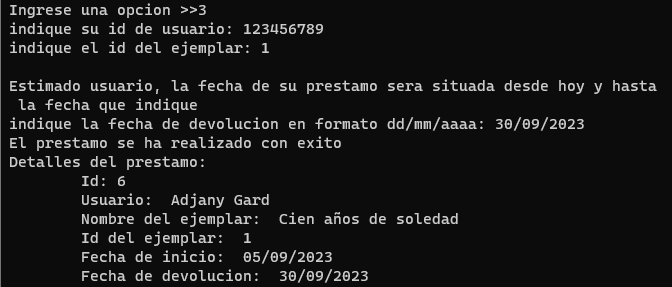 Ingrese una opcion >>3
indique su id de usuario: 123456789
indique el id del ejemplar: 1
Estimado usuario, la fecha de su prestamo sera situada desde hoy y hasta
la fecha que indique
indique la fecha de devolucion en formato dd/mm/aaaa: 30/09/2023
El prestamo se ha realizado con exito
Detalles del prestamo:
Id: 6
Usuario:  Adjany Gard
Nombre del ejemplar:  Cien años de soledad
Id del ejemplar:  1
Fecha de inicio:  05/09/2023
Fecha de devolucion:  30/09/2023